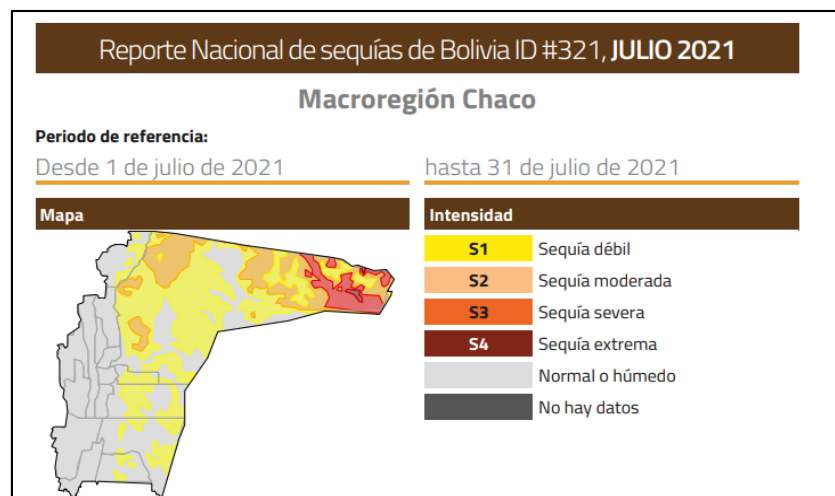 Reporte Nacional de sequías de Bolivia ID #321, JULIO 2021
Macroregión Chaco
Periodo de referencia:
Desde 1 de julio de 2021
hasta 31 de julio de 2021
Mapa
Intensidad
S1 Sequía débil
S2 Sequía moderada
S3 Sequía severa
S4 Sequía extrema
Normal o húmedo
No hay datos